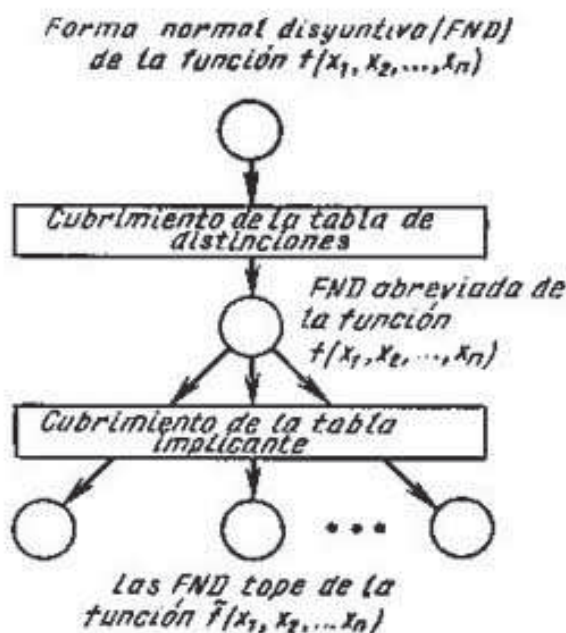 Forma normal disyuntiva (FND)
de la función f(x₁, x₂, ..., xₙ)
Cubrimiento de la tabla de
distinciones
FND abreviada de
la función
f(x₁, x₂, ..., xₙ)
Cubrimiento de la tabla
implicante
Las FND tope de la
función f̃(x₁, x₂, ... xₙ)